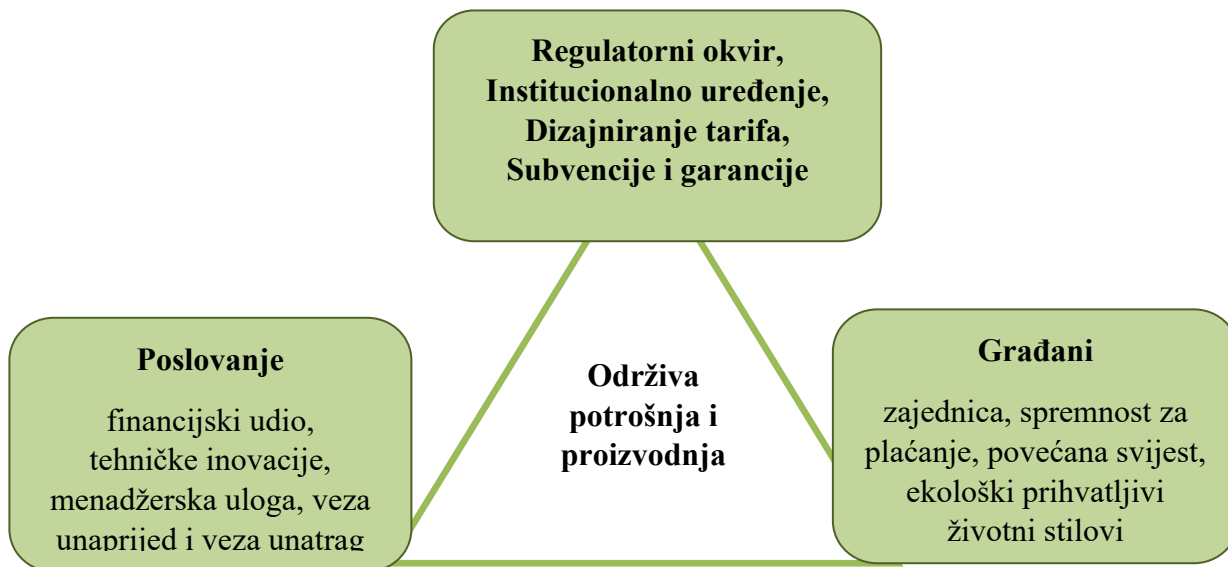 Regulatorni okvir,
Institucionalno uređenje,
Dizajniranje tarifa,
Subvencije i garancije
Poslovanje
financijski udio,
tehničke inovacije,
menadžerska uloga, veza
unaprijed i veza unatrag
Održiva
potrošnja i
proizvodnja
Građani
zajednica, spremnost za
plaćanje, povećana svijest,
ekološki prihvatljivi
životni stilovi